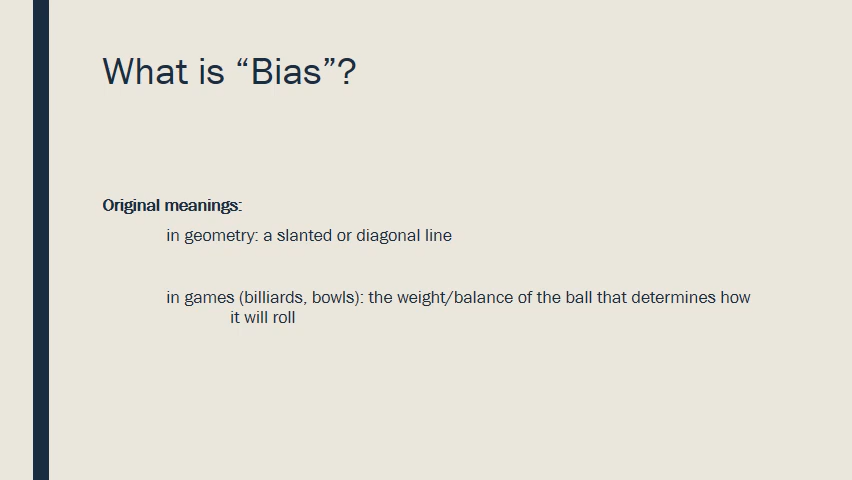 What is “Bias”?
Original meanings:
in geometry: a slanted or diagonal line
in games (billiards, bowls): the weight/balance of the ball that determines how
it will roll